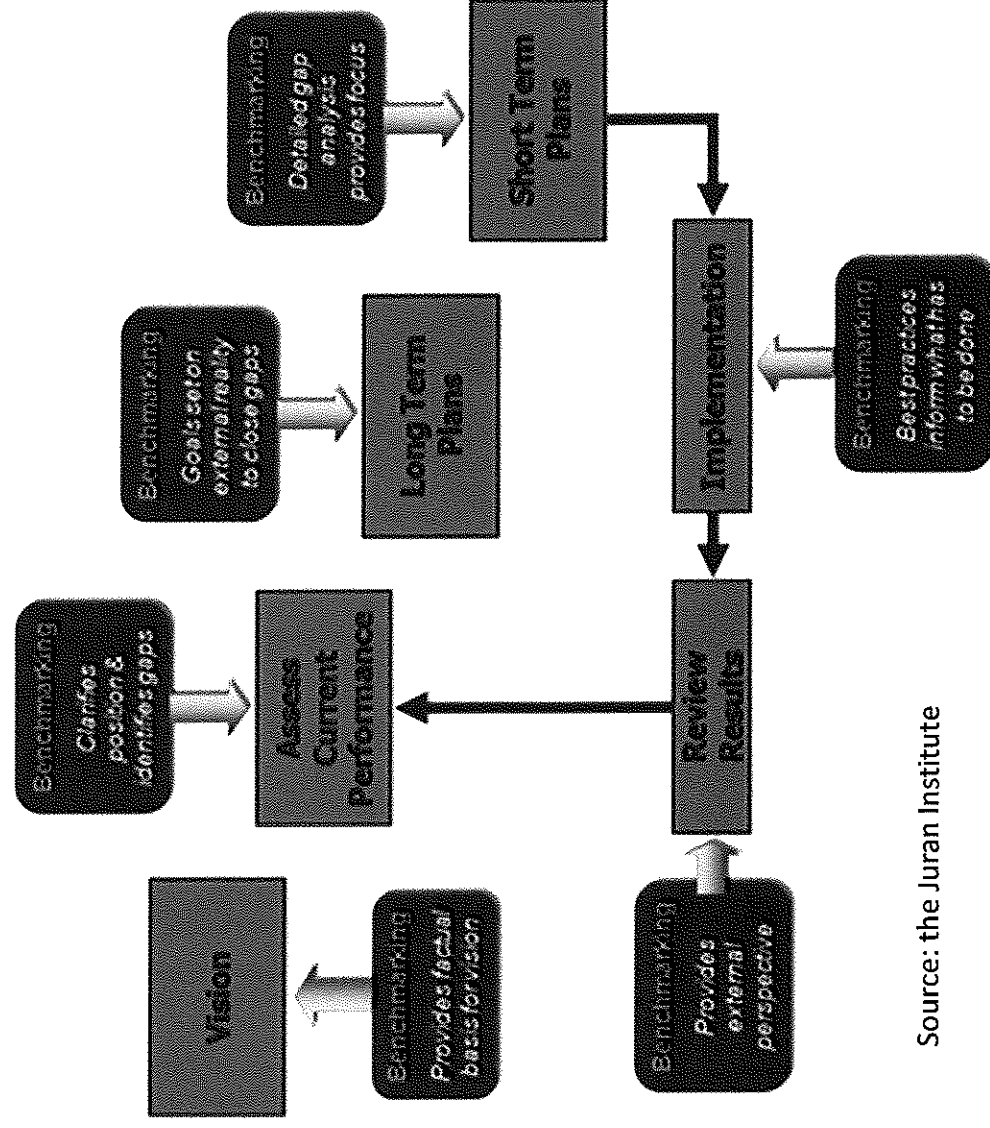 Vision
Benchmarking
Provides factual
basis for vision
Benchmarking
Clarifies
position &
identifies gaps
Assess
Current
Performance
Benchmarking
Goals set on
external reality
to close gaps
Long Term
Plans
Benchmarking
Detailed gap
analysis
provides focus
Short Term
Plans
Implementation
Benchmarking
Best practices
inform what has
to be done
Review
Results
Benchmarking
Provides
external
perspective
Source: the Juran Institute